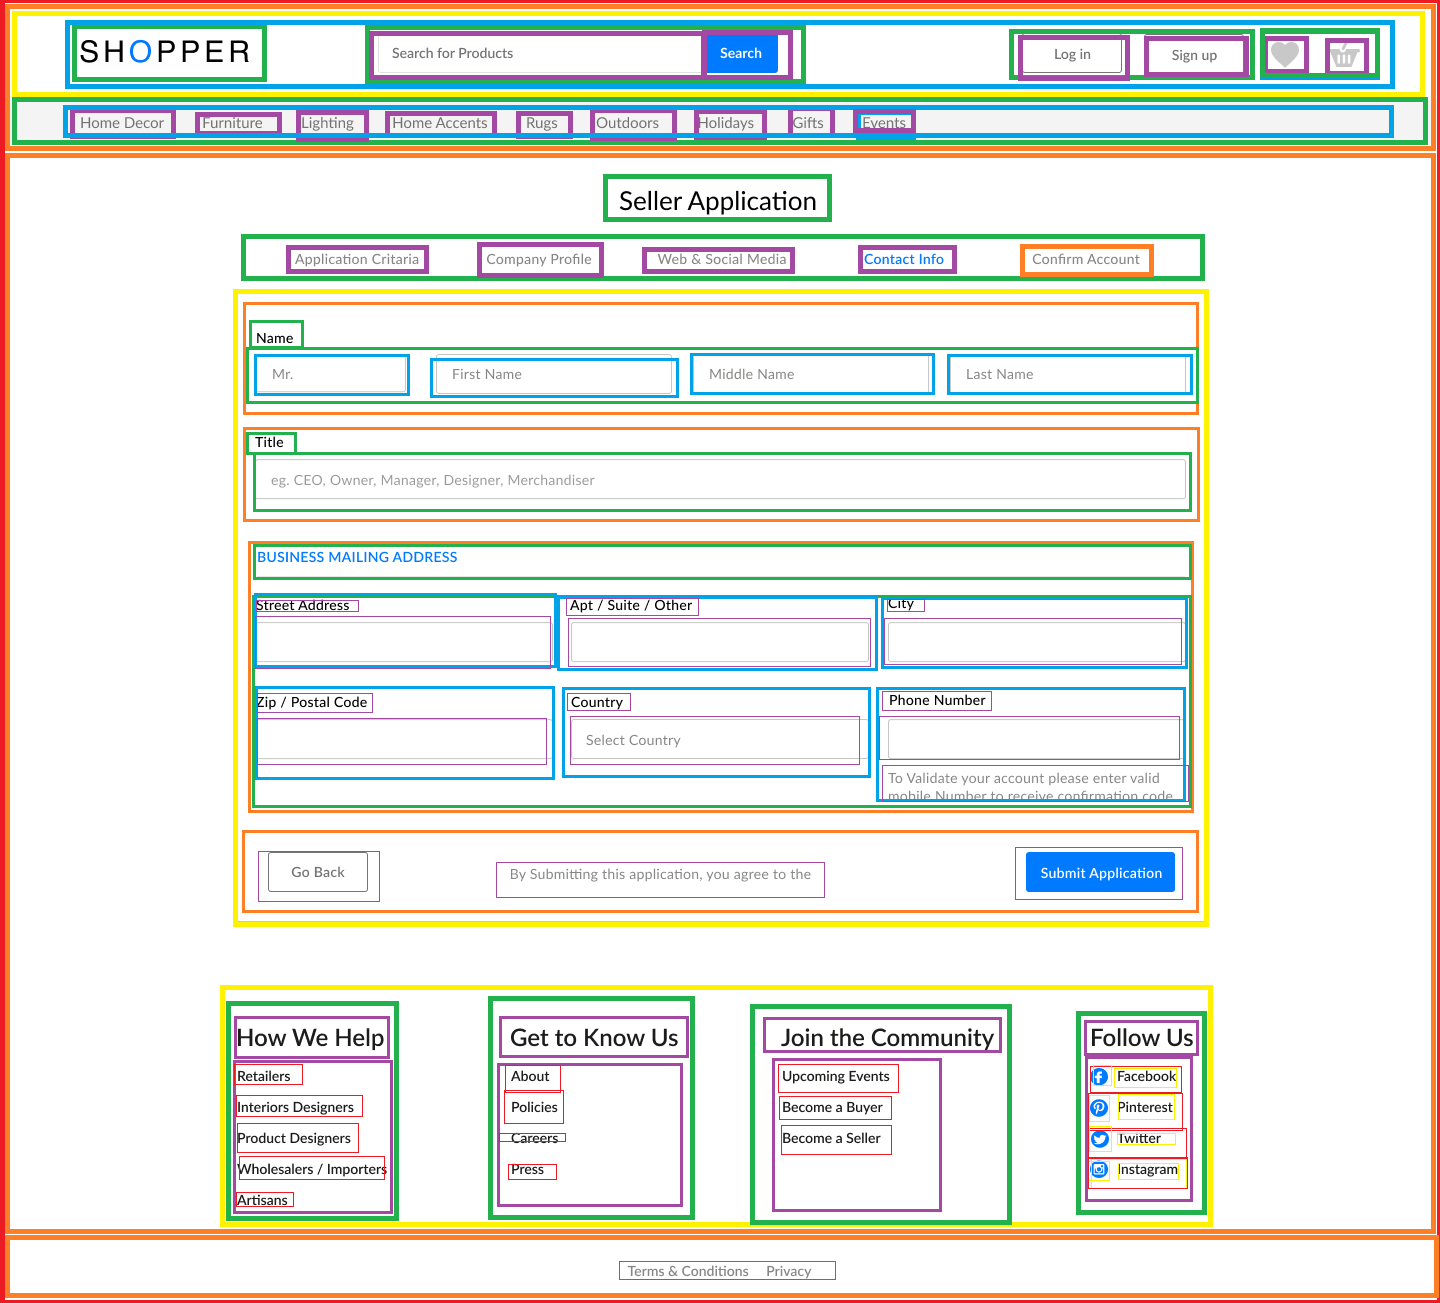 SHOPPER
Search for Products
Search
Log in
Sign up
Home Decor
Furniture
Lighting
Home Accents
Rugs
Outdoors
Holidays
Gifts
Events
Seller Application
Application Critaria
Company Profile
Web & Social Media
Contact Info
Confirm Account
Name
Mr.
First Name
Middle Name
Last Name
Title
eg. CEO, Owner, Manager, Designer, Merchandiser
BUSINESS MAILING ADDRESS
Street Address
Apt / Suite / Other
City
Zip / Postal Code
Country
Phone Number
Select Country
To Validate your account please enter valid
mobile Number to receive confirmation code
Go Back
By Submitting this application, you agree to the
Submit Application
How We Help
Retailers
Interiors Designers
Product Designers
Wholesalers / Importers
Artisans
Get to Know Us
About
Policies
Careers
Press
Join the Community
Upcoming Events
Become a Buyer
Become a Seller
Follow Us
Facebook
Pinterest
Twitter
Instagram
Terms & Conditions
Privacy